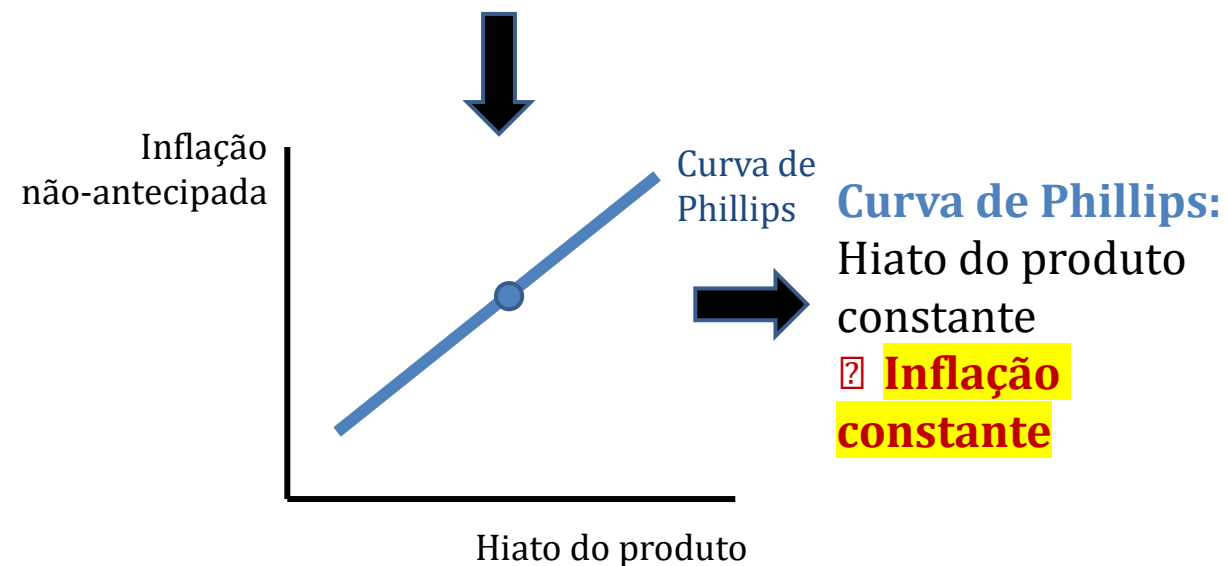 Inflação
não-antecipada
Curva de
Phillips
Curva de Phillips:
Hiato do produto
constante
Inflação
constante
Hiato do produto